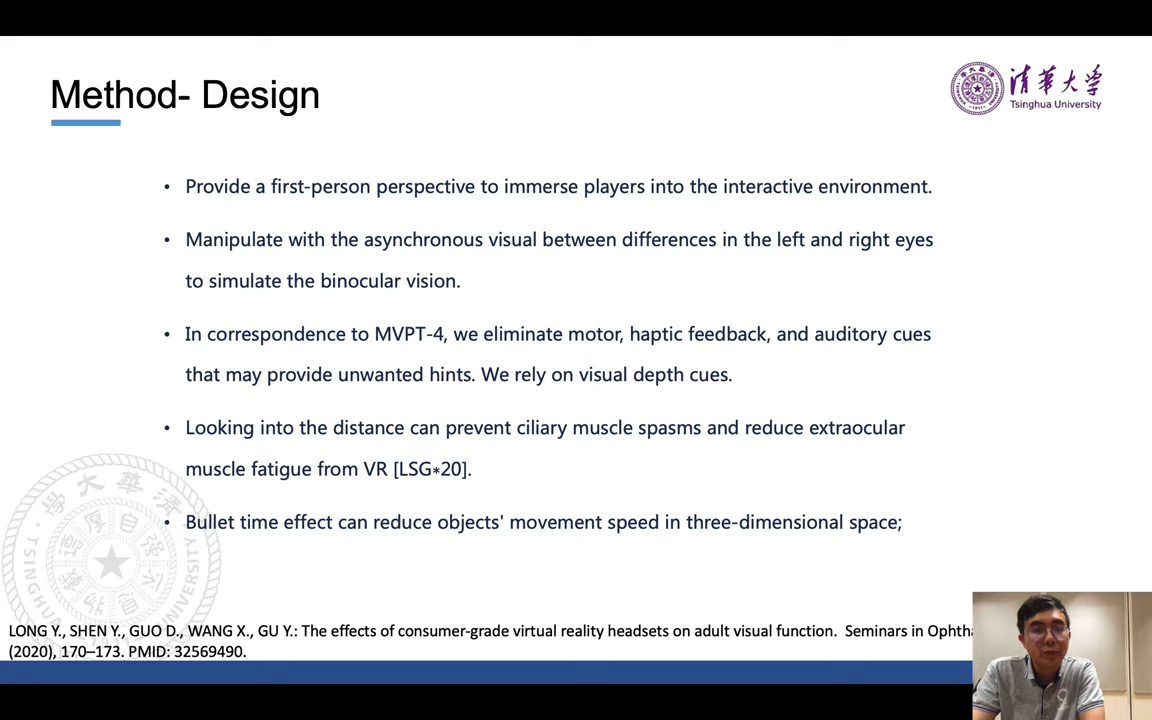 Method- Design
清华大学
Tsinghua University
• Provide a first-person perspective to immerse players into the interactive environment.
• Manipulate with the asynchronous visual between differences in the left and right eyes
to simulate the binocular vision.
• In correspondence to MVPT-4, we eliminate motor, haptic feedback, and auditory cues
that may provide unwanted hints. We rely on visual depth cues.
• Looking into the distance can prevent ciliary muscle spasms and reduce extraocular
muscle fatigue from VR [LSG*20].
• Bullet time effect can reduce objects' movement speed in three-dimensional space;
LONG Y., SHEN Y., GUO D., WANG X., GU Y.: The effects of consumer-grade virtual reality headsets on adult visual function. Seminars in
(2020), 170–173. PMID: 32569490.